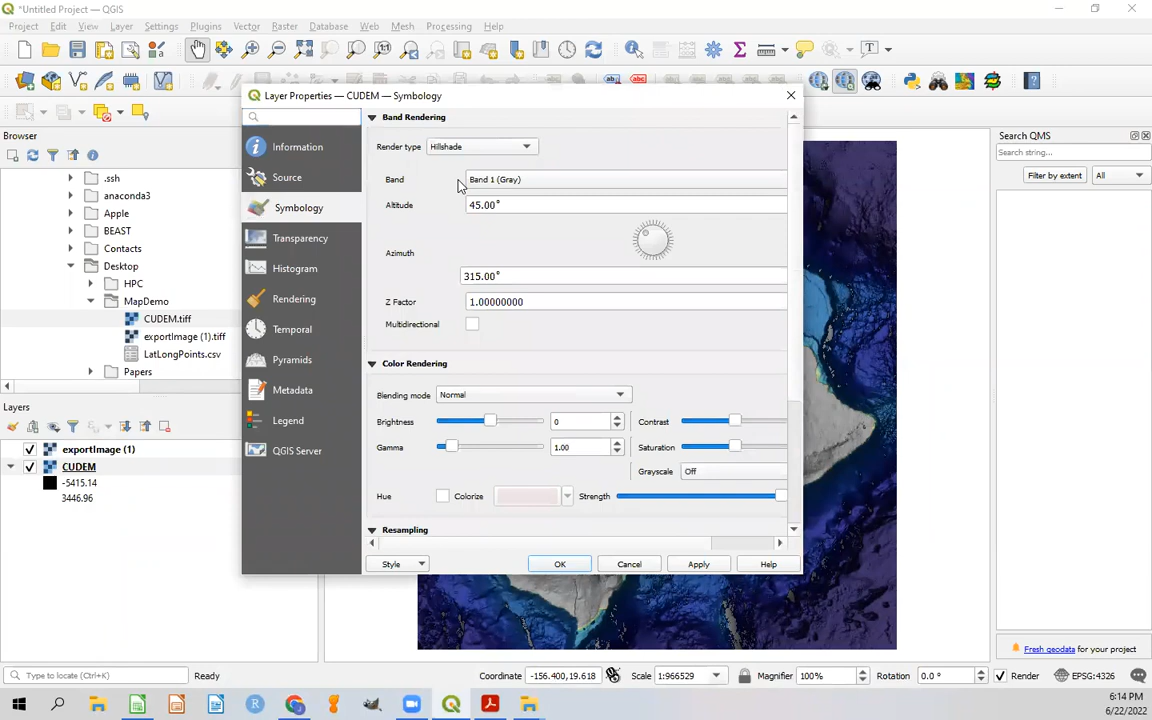 *Untitled Project — QGIS
Project Edit View Layer Settings Plugins Vector Raster Database Web Mesh Processing Help
Browser
.ssh
anaconda3
Apple
BEAST
Contacts
Desktop
HPC
MapDemo
CUDEM.tiff
exportImage (1).tiff
LatLongPoints.csv
Papers
Layers
exportImage (1)
CUDEM
-5415.14
3446.96
Layer Properties — CUDEM — Symbology
Information
Source
Symbology
Transparency
Histogram
Rendering
Temporal
Pyramids
Metadata
Legend
QGIS Server
Band Rendering
Render type Hillshade
Band Band 1 (Gray)
Altitude 45.00°
Azimuth
315.00°
Z Factor 1.00000000
Multidirectional
Color Rendering
Blending mode Normal
Brightness 0 Contrast
Gamma 1.00 Saturation
Grayscale Off
Hue Colorize Strength
Resampling
Style OK Cancel Apply Help
Search QMS
Search string...
Filter by extent All
Fresh geodata for your project
Type to locate (Ctrl+K) Ready Coordinate -156.400,19.618 Scale 1:966529 Magnifier 100% Rotation 0.0 ° Render EPSG:4326
6:14 PM
6/22/2022